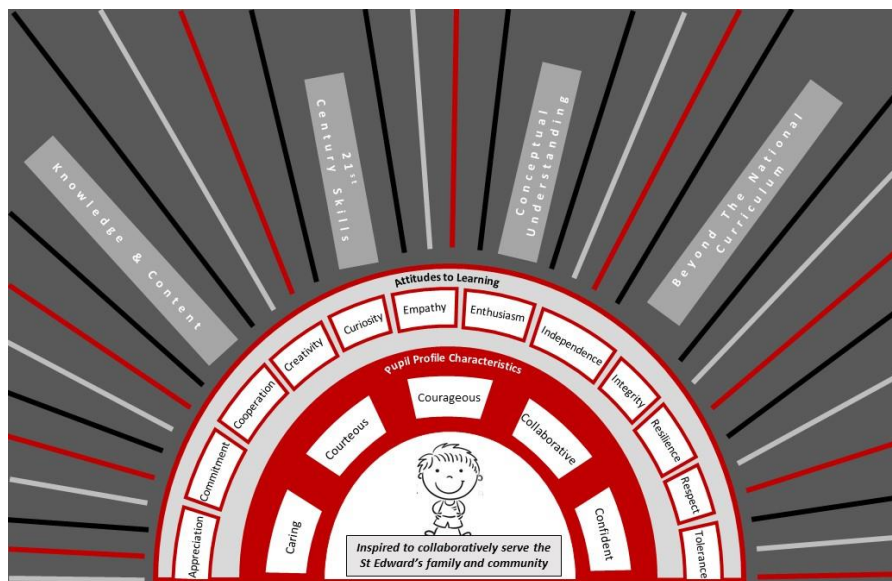 Knowledge & Content
21st
Century Skills
Conceptual
Understanding
Beyond The National
Curriculum
Attitudes to Learning
Appreciation
Commitment
Cooperation
Creativity
Curiosity
Empathy
Enthusiasm
Independence
Integrity
Resilience
Respect
Tolerance
Pupil Profile Characteristics
Caring
Courteous
Courageous
Collaborative
Confident
Inspired to collaboratively serve the
St Edward's family and community